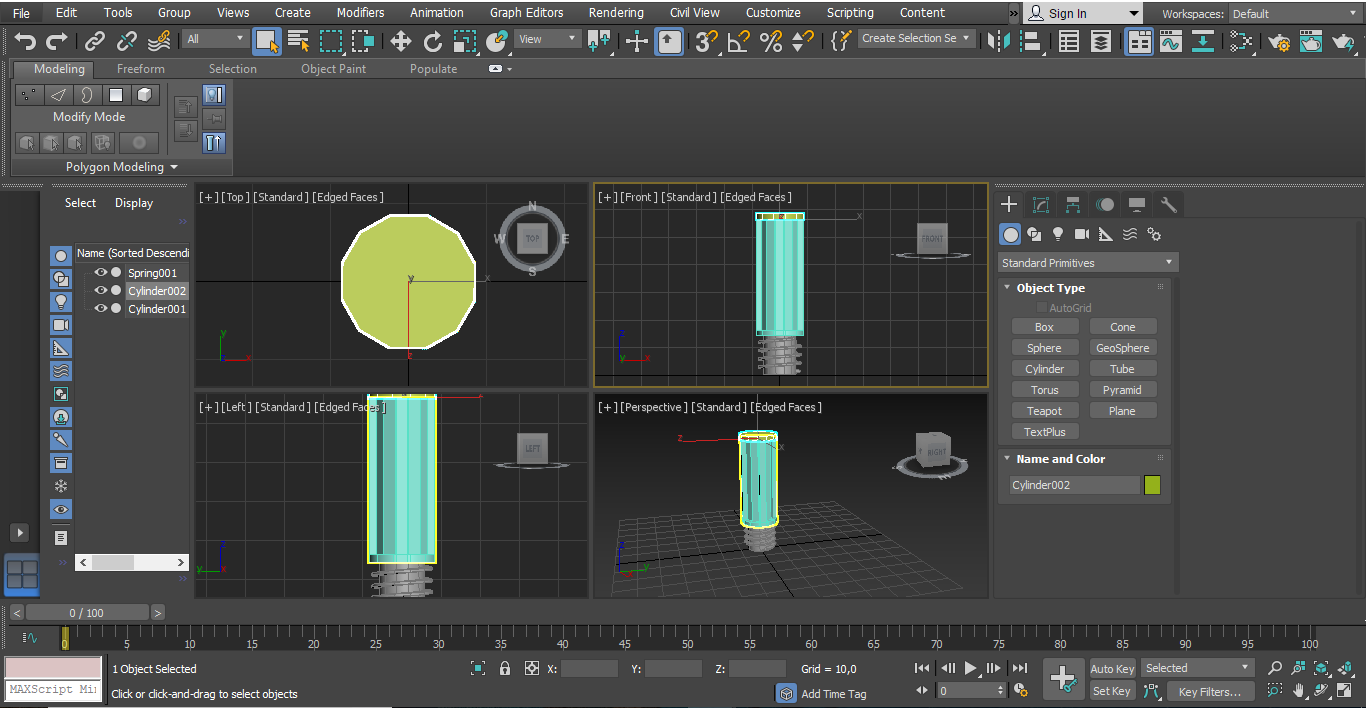 File Edit Tools Group Views Create Modifiers Animation Graph Editors Rendering Civil View Customize Scripting Content » Sign In Workspaces: Default
All View Create Selection Se
Modeling Freeform Selection Object Paint Populate
Modify Mode
Polygon Modeling
Select Display
Name (Sorted Descendi
Spring001
Cylinder002
Cylinder001
[+] [Top] [Standard] [Edged Faces]
N
W TOP E
S
y x
z
y
x
[+] [Front] [Standard] [Edged Faces]
x
FRONT
z
y x
[+] [Left] [Standard] [Edged Faces]
LEFT
z
y x
[+] [Perspective] [Standard] [Edged Faces]
z x
RIGHT
z
y
Standard Primitives
Object Type
AutoGrid
Box Cone
Sphere GeoSphere
Cylinder Tube
Torus Pyramid
Teapot Plane
TextPlus
Name and Color
Cylinder002
< 0 / 100 >
0 5 10 15 20 25 30 35 40 45 50 55 60 65 70 75 80 85 90 95 100
1 Object Selected X: Y: Z: Grid = 10,0 Auto Key Selected
MAXScript Mi
Click or click-and-drag to select objects Add Time Tag 0 Set Key Key Filters...